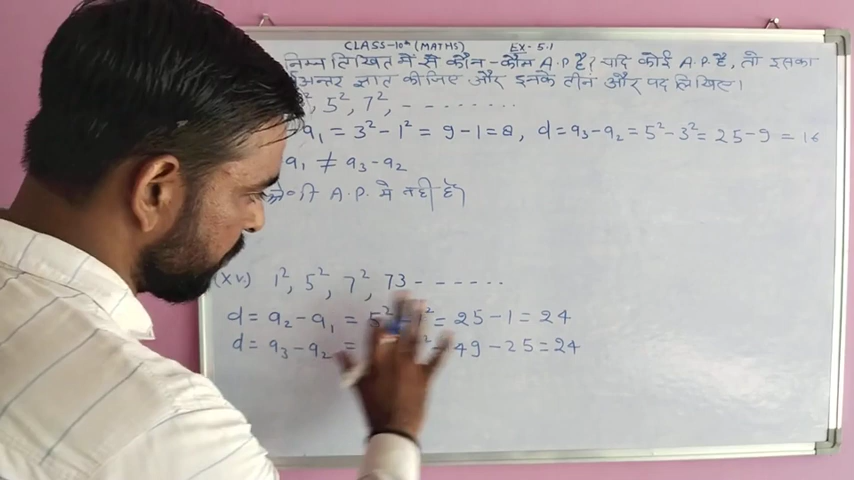 CLASS-10th (MATHS) EX-5.1
निम्न लिखित में से कौन-कौन A.P है? यदि कोई A.P. है, तो इसका
अन्तर ज्ञात कीजिए और इनके तीन और पद लिखिए।
5², 7², - - - - . . . . .
a₁ = 3² - 1² = 9 - 1 = 8, d = a₃ - a₂ = 5² - 3² = 25 - 9 = 16
a₁ ≠ a₃ - a₂
A.P. में नहीं है।
(xv) 1², 5², 7², 73 - - - - . . .
d = a₂ - a₁ = 5² - 1² = 25 - 1 = 24
d = a₃ - a₂ = ² = 49 - 25 = 24